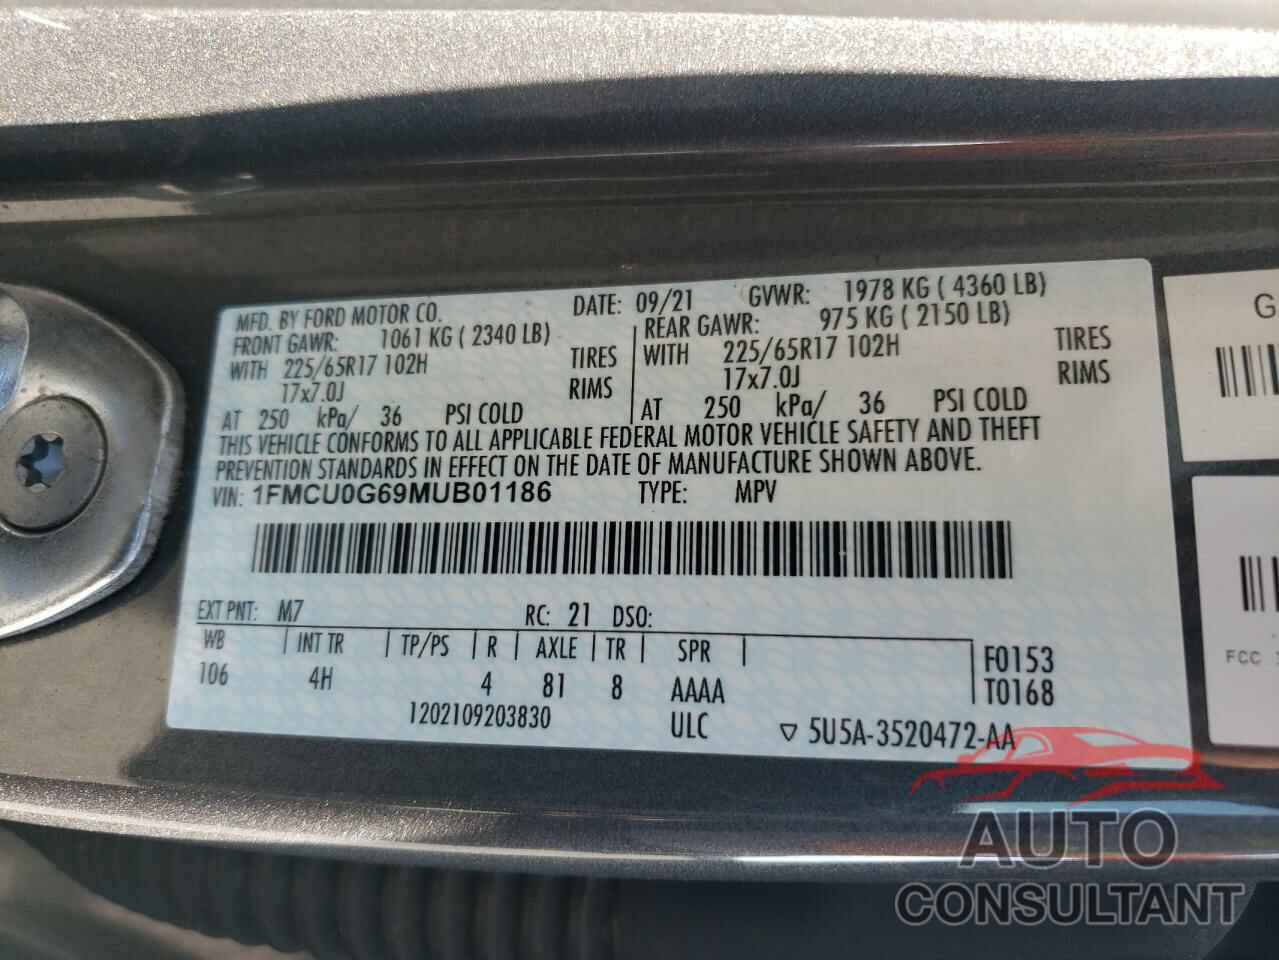 MFD. BY FORD MOTOR CO. DATE: 09/21 GVWR: 1978 KG ( 4360 LB)
FRONT GAWR: 1061 KG ( 2340 LB) REAR GAWR: 975 KG ( 2150 LB)
WITH 225/65R17 102H TIRES WITH 225/65R17 102H TIRES
17x7.0J RIMS 17x7.0J RIMS
AT 250 kPa/ 36 PSI COLD AT 250 kPa/ 36 PSI COLD
THIS VEHICLE CONFORMS TO ALL APPLICABLE FEDERAL MOTOR VEHICLE SAFETY AND THEFT
PREVENTION STANDARDS IN EFFECT ON THE DATE OF MANUFACTURE SHOWN ABOVE.
VIN: 1FMCU0G69MUB01186 TYPE: MPV
EXT PNT: M7 RC: 21 DSO:
WB INT TR TP/PS R AXLE TR SPR F0153
106 4H 4 81 8 AAAA T0168
1202109203830 ULC ▽ 5U5A-3520472-AA
G
FCC
AUTO
CONSULTANT